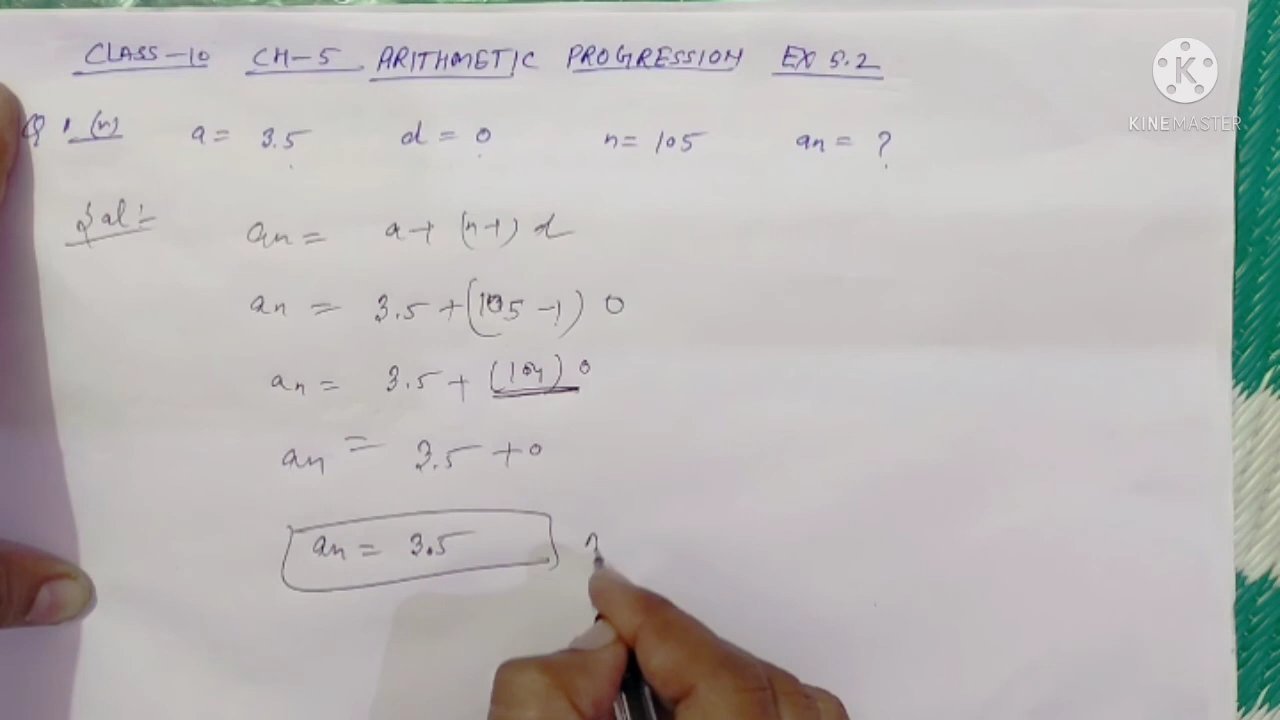 CLASS-10 CH-5 ARITHMETIC PROGRESSION EX 5.2
K
KINEMASTER
Q 1 (v) a = 3.5 d = 0 n = 105 an = ?
Sol:-
an = a + (n-1) d
an = 3.5 + (105 - 1) 0
an = 3.5 + (104) 0
an = 3.5 + 0
an = 3.5